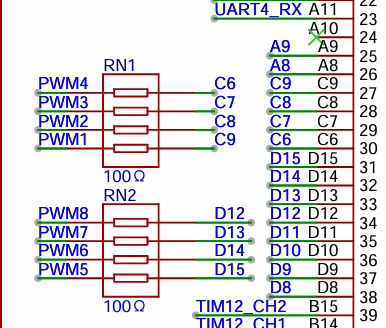 22
UART4_RX A11 23
A10 24
A9 A9 25
A8 A8 26
C9 C9 27
C8 C8 28
C7 C7 29
C6 C6 30
D15 D15 31
D14 D14 32
D13 D13 33
D12 D12 34
D11 D11 35
D10 D10 36
D9 D9 37
D8 D8 38
TIM12_CH2 B15 39
TIM12_CH1 B14
RN1
PWM4 C6
PWM3 C7
PWM2 C8
PWM1 C9
100Ω
RN2
PWM8 D12
PWM7 D13
PWM6 D14
PWM5 D15
100Ω